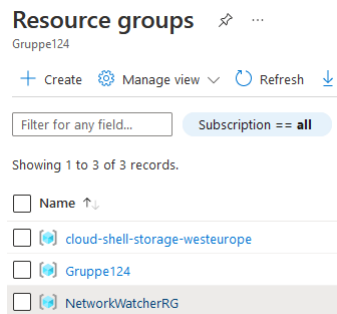 Resource groups
Gruppe124
Create Manage view Refresh
Filter for any field... Subscription == all
Showing 1 to 3 of 3 records.
Name
cloud-shell-storage-westeurope
Gruppe124
NetworkWatcherRG